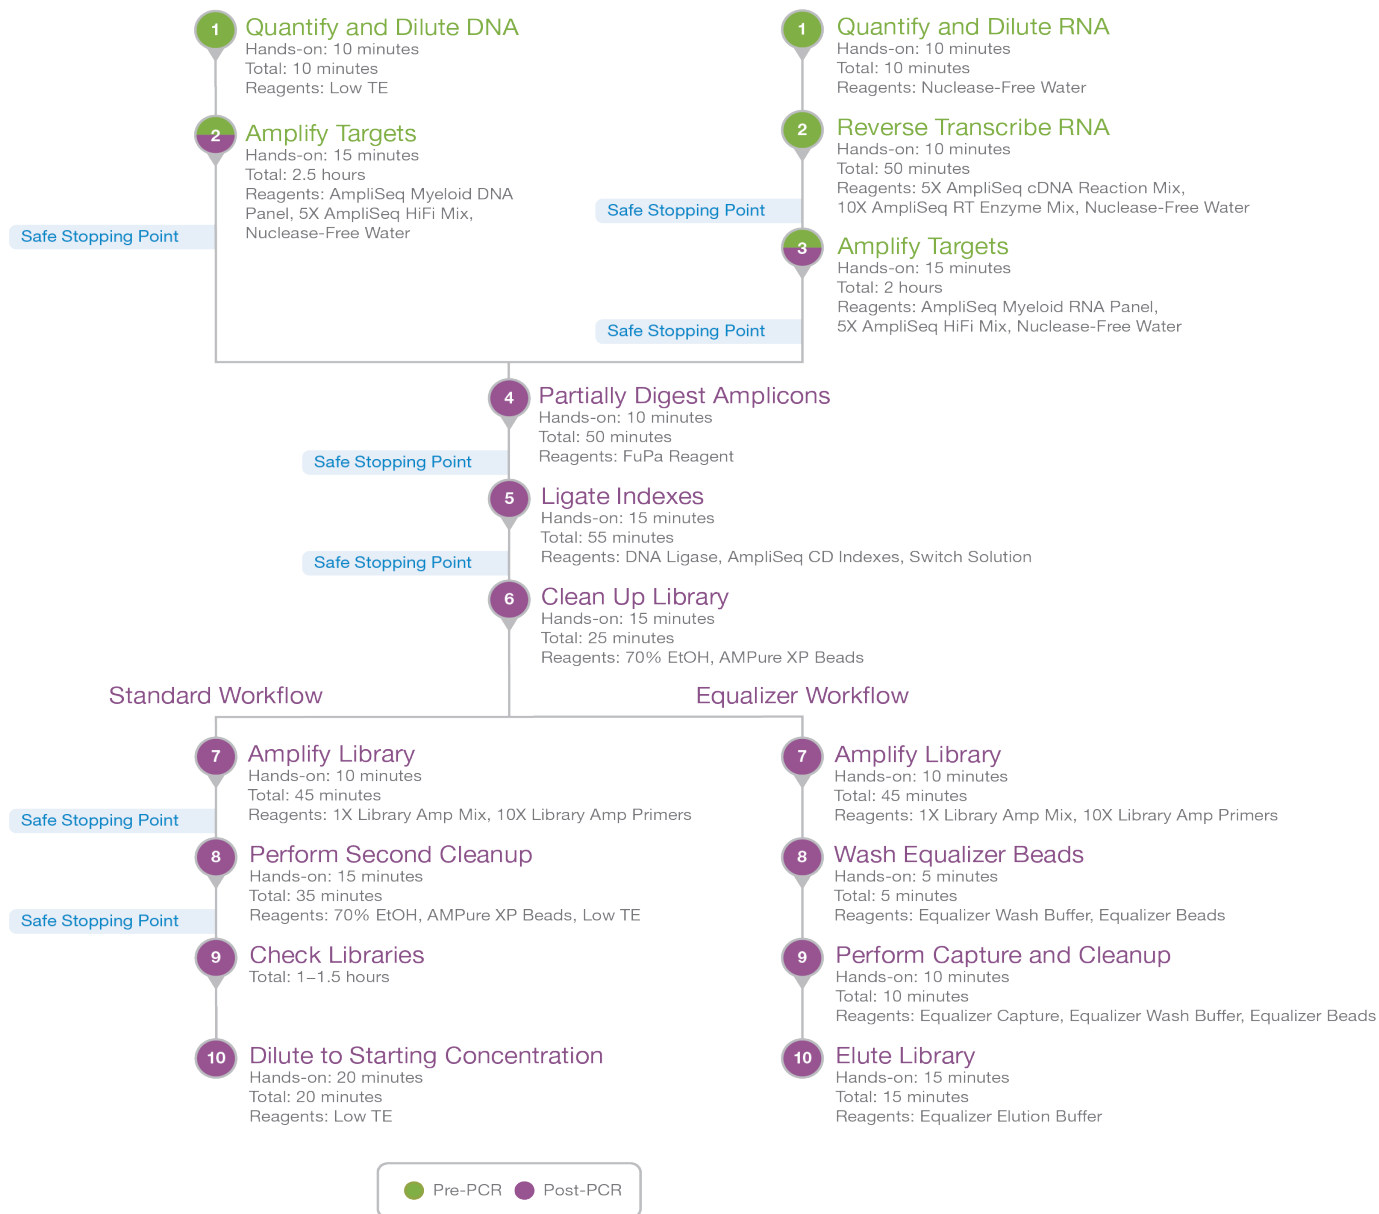 1
Quantify and Dilute DNA
Hands-on: 10 minutes
Total: 10 minutes
Reagents: Low TE
2
Amplify Targets
Hands-on: 15 minutes
Total: 2.5 hours
Reagents: AmpliSeq Myeloid DNA
Panel, 5X AmpliSeq HiFi Mix,
Nuclease-Free Water
Safe Stopping Point
1
Quantify and Dilute RNA
Hands-on: 10 minutes
Total: 10 minutes
Reagents: Nuclease-Free Water
2
Reverse Transcribe RNA
Hands-on: 10 minutes
Total: 50 minutes
Reagents: 5X AmpliSeq cDNA Reaction Mix,
10X AmpliSeq RT Enzyme Mix, Nuclease-Free Water
Safe Stopping Point
3
Amplify Targets
Hands-on: 15 minutes
Total: 2 hours
Reagents: AmpliSeq Myeloid RNA Panel,
5X AmpliSeq HiFi Mix, Nuclease-Free Water
Safe Stopping Point
4
Partially Digest Amplicons
Hands-on: 10 minutes
Total: 50 minutes
Reagents: FuPa Reagent
Safe Stopping Point
5
Ligate Indexes
Hands-on: 15 minutes
Total: 55 minutes
Reagents: DNA Ligase, AmpliSeq CD Indexes, Switch Solution
Safe Stopping Point
6
Clean Up Library
Hands-on: 15 minutes
Total: 25 minutes
Reagents: 70% EtOH, AMPure XP Beads
Standard Workflow
7
Amplify Library
Hands-on: 10 minutes
Total: 45 minutes
Reagents: 1X Library Amp Mix, 10X Library Amp Primers
Safe Stopping Point
8
Perform Second Cleanup
Hands-on: 15 minutes
Total: 35 minutes
Reagents: 70% EtOH, AMPure XP Beads, Low TE
Safe Stopping Point
9
Check Libraries
Total: 1–1.5 hours
10
Dilute to Starting Concentration
Hands-on: 20 minutes
Total: 20 minutes
Reagents: Low TE
Equalizer Workflow
7
Amplify Library
Hands-on: 10 minutes
Total: 45 minutes
Reagents: 1X Library Amp Mix, 10X Library Amp Primers
8
Wash Equalizer Beads
Hands-on: 5 minutes
Total: 5 minutes
Reagents: Equalizer Wash Buffer, Equalizer Beads
9
Perform Capture and Cleanup
Hands-on: 10 minutes
Total: 10 minutes
Reagents: Equalizer Capture, Equalizer Wash Buffer, Equalizer Beads
10
Elute Library
Hands-on: 15 minutes
Total: 15 minutes
Reagents: Equalizer Elution Buffer
Pre-PCR
Post-PCR